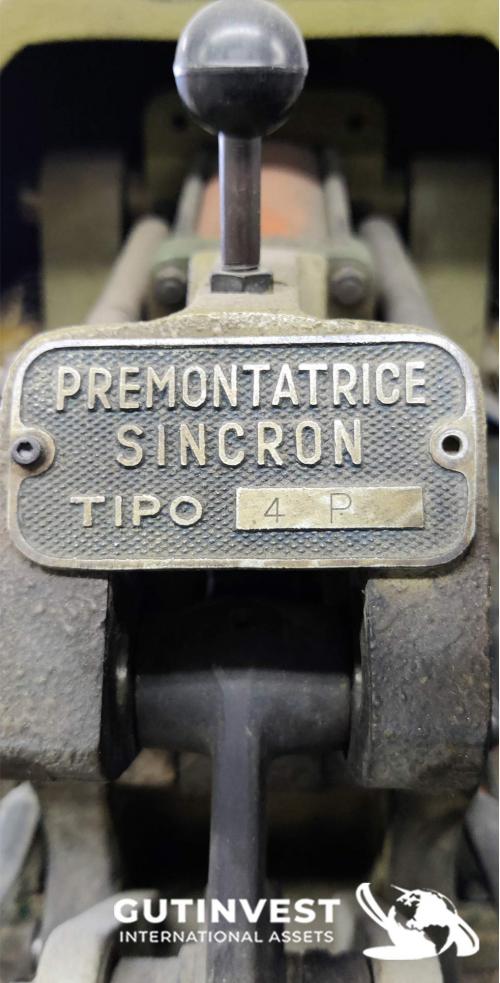 PREMONTATRICE
SINCRON
TIPO 4 P
GUTINVEST
INTERNATIONAL ASSETS